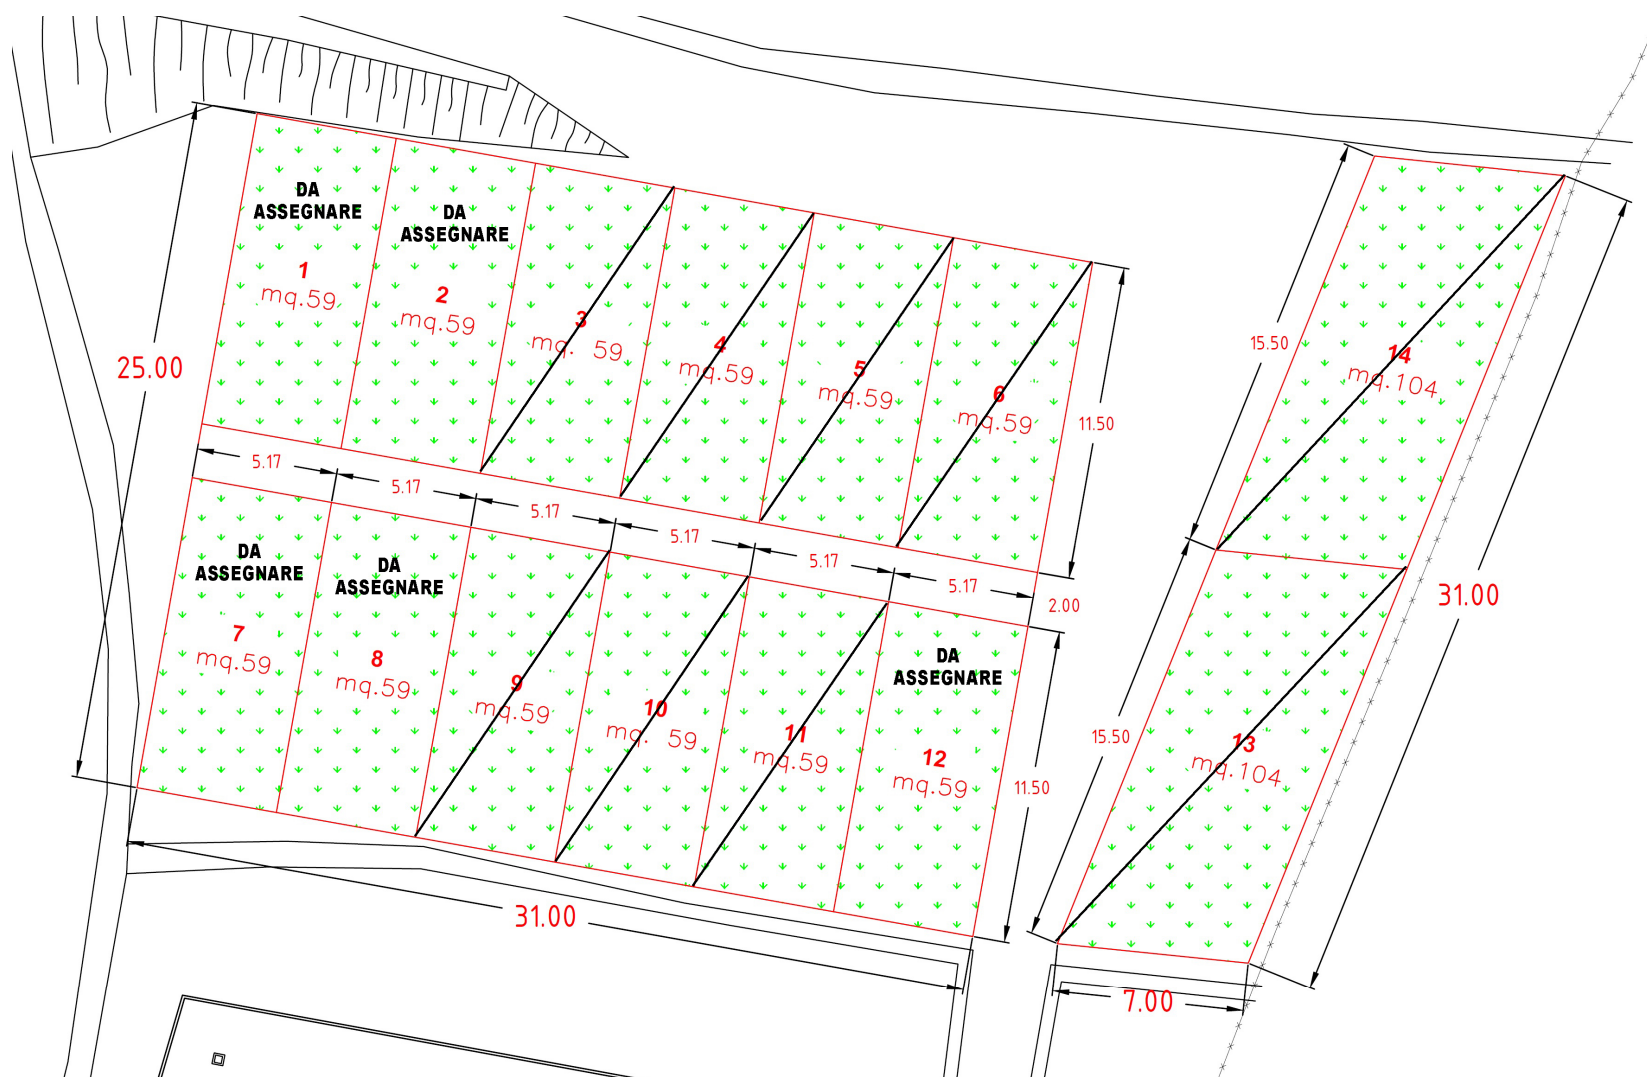 DA
ASSEGNARE
1
mq.59
DA
ASSEGNARE
2
mq.59
3
mq. 59
4
mq.59
5
mq.59
6
mq.59
25.00
11.50
5.17
5.17
5.17
5.17
5.17
5.17
2.00
DA
ASSEGNARE
7
mq.59
DA
ASSEGNARE
8
mq.59
9
mq.59
10
mq. 59
11
mq.59
DA
ASSEGNARE
12
mq.59
11.50
31.00
15.50
14
mq.104
31.00
15.50
13
mq.104
7.00